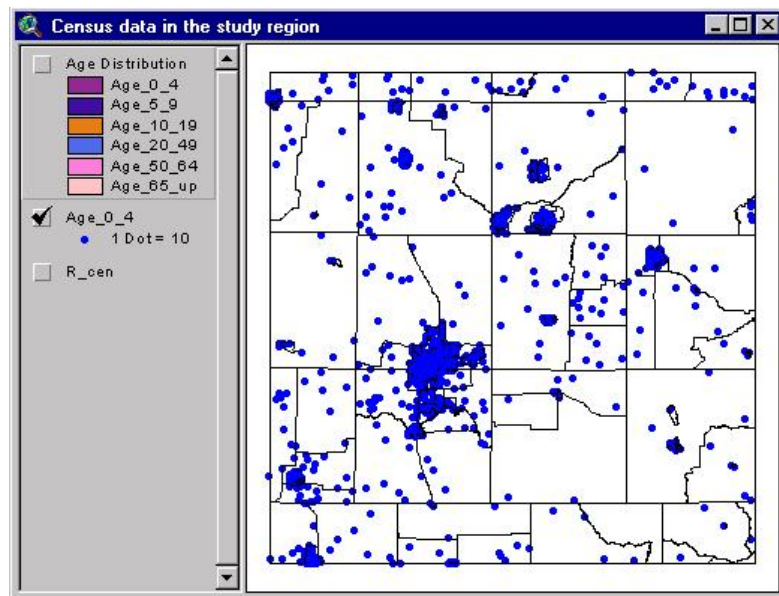 Census data in the study region
Age Distribution
Age_0_4
Age_5_9
Age_10_19
Age_20_49
Age_50_64
Age_65_up
Age_0_4
1 Dot = 10
R_cen